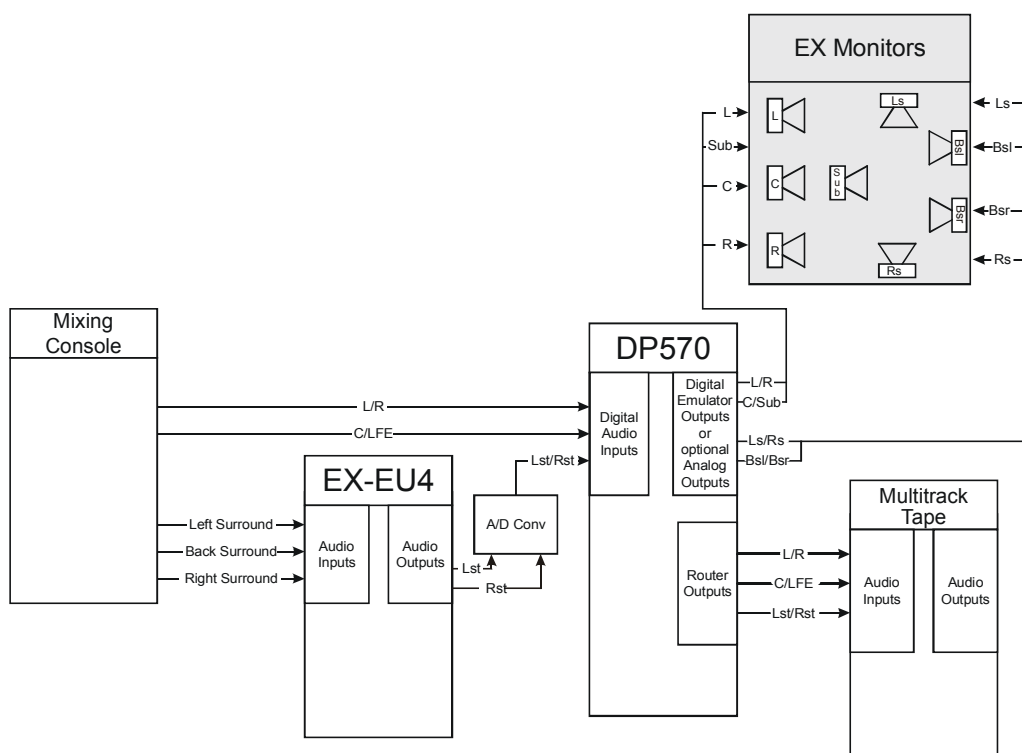 EX Monitors
L
Sub
C
R
L
C
R
Sub
Ls
Bsl
Bsr
Rs
Ls
Bsl
Bsr
Rs
Mixing
Console
L/R
C/LFE
Left Surround
Back Surround
Right Surround
EX-EU4
Audio
Inputs
Audio
Outputs
Lst
Rst
A/D Conv
Lst/Rst
DP570
Digital
Audio
Inputs
Digital
Emulator
Outputs
or
optional
Analog
Outputs
L/R
C/Sub
Ls/Rs
Bsl/Bsr
Router
Outputs
L/R
C/LFE
Lst/Rst
Multitrack
Tape
Audio
Inputs
Audio
Outputs